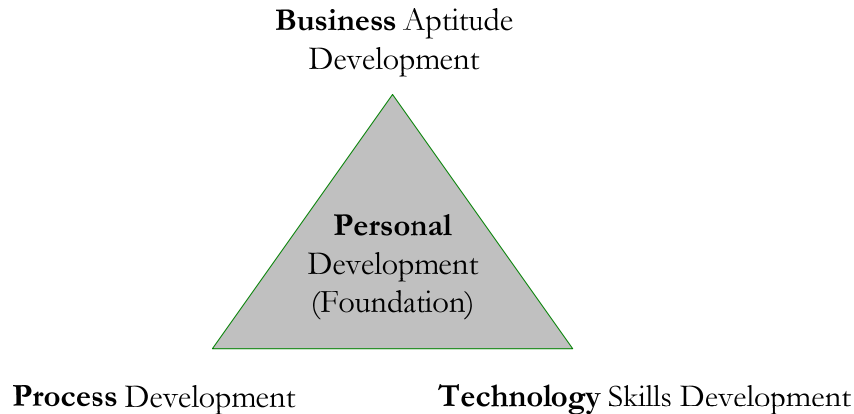 Business Aptitude
Development
Personal
Development
(Foundation)
Process Development
Technology Skills Development